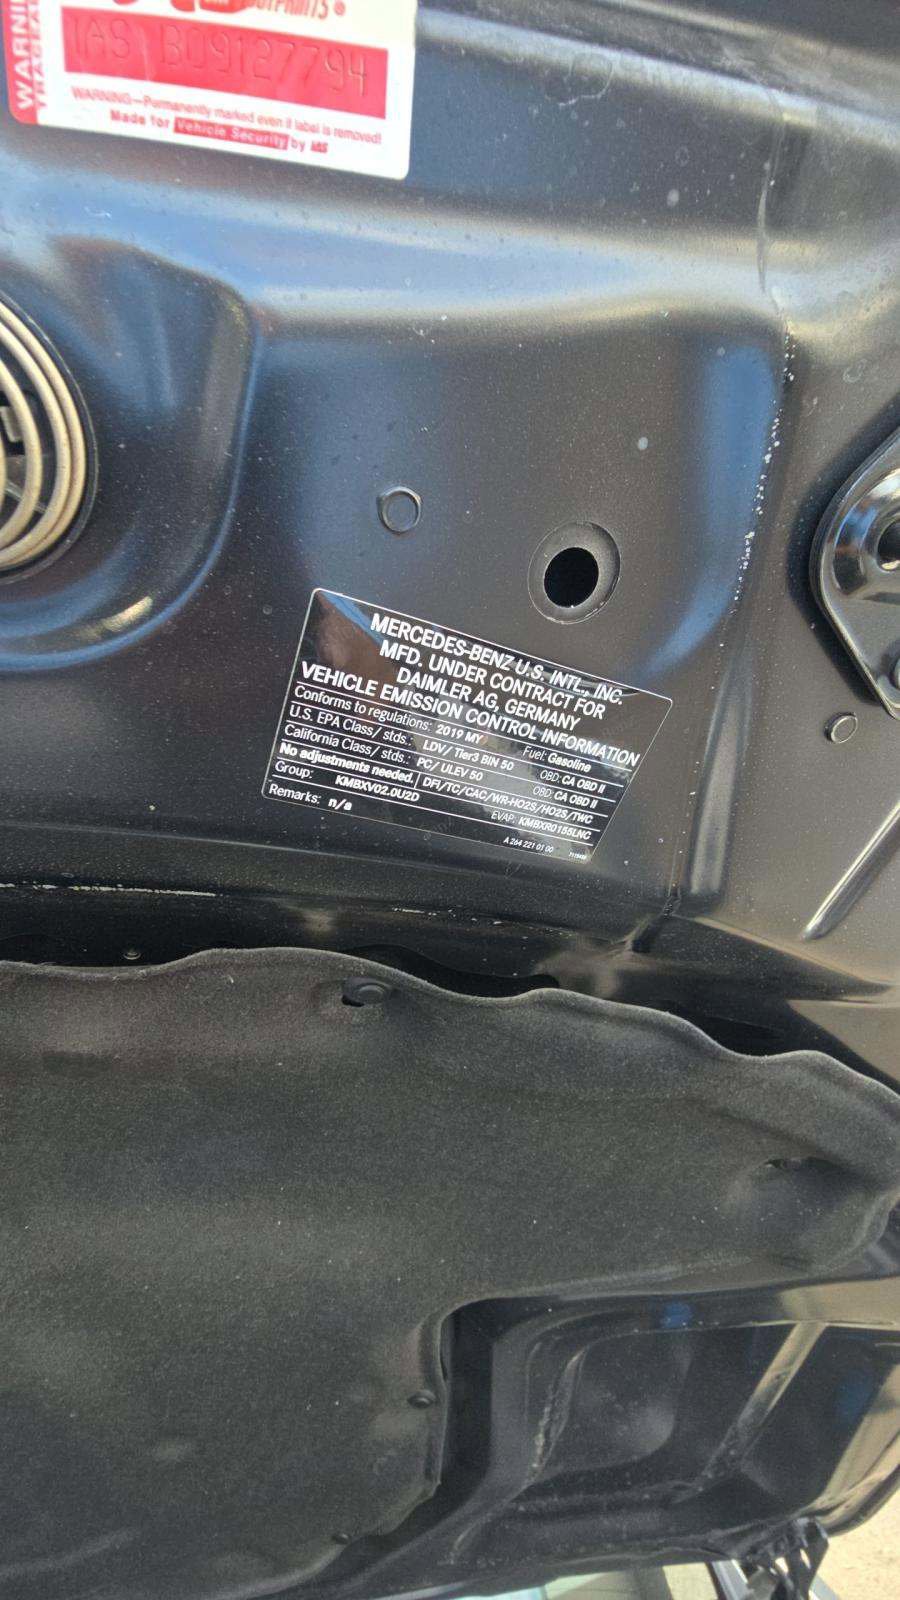 WARNING
IAS B09127794
WARNING—Permanently marked even if label is removed!
Made for Vehicle Security by IAS
MERCEDES-BENZ U.S. INTL., INC.
MFD. UNDER CONTRACT FOR
DAIMLER AG, GERMANY
VEHICLE EMISSION CONTROL INFORMATION
Conforms to regulations: 2019 MY Fuel: Gasoline
U.S. EPA Class/ stds.: LDV/ Tier3 BIN 50 OBD: CA OBD II
California Class/ stds.: PC/ ULEV 50 OBD: CA OBD II
No adjustments needed. DFI/TC/CAC/WR-HO2S/HO2S/TWC
Group: KMBXV02.0U2D EVAP: KMBXR0155LNC
Remarks: n/a
A 264 221 01 00